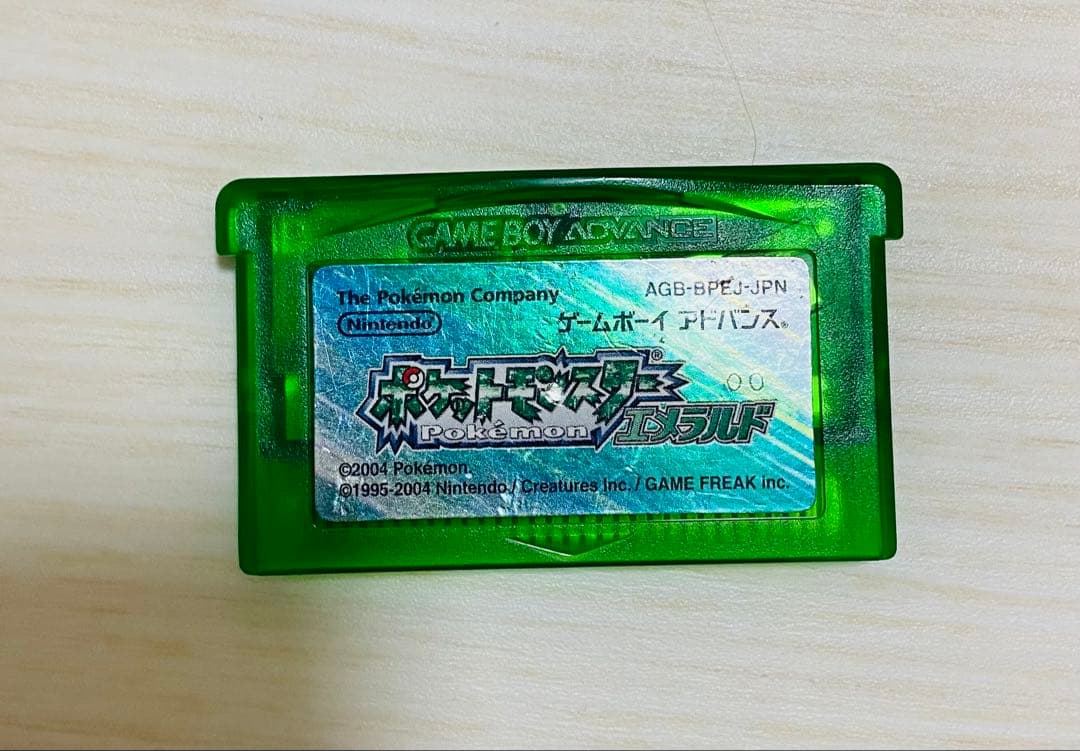 GAME BOY ADVANCE
The Pokémon Company
AGB-BPEJ-JPN
Nintendo
ゲームボーイ アドバンス®
ポケットモンスター®
00
Pokémon
エメラルド
©2004 Pokémon.
©1995-2004 Nintendo / Creatures Inc. / GAME FREAK inc.